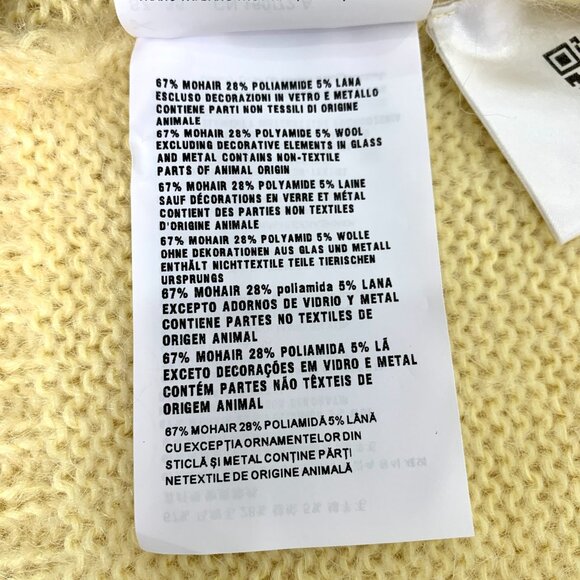 67% MOHAIR 28% POLIAMMIDE 5% LANA
ESCLUSO DECORAZIONI IN VETRO E METALLO
CONTIENE PARTI NON TESSILI DI ORIGINE
ANIMALE
67% MOHAIR 28% POLYAMIDE 5% WOOL
EXCLUDING DECORATIVE ELEMENTS IN GLASS
AND METAL CONTAINS NON-TEXTILE
PARTS OF ANIMAL ORIGIN
67% MOHAIR 28% POLYAMIDE 5% LAINE
SAUF DÉCORATIONS EN VERRE ET MÉTAL
CONTIENT DES PARTIES NON TEXTILES
D'ORIGINE ANIMALE
67% MOHAIR 28% POLYAMID 5% WOLLE
OHNE DEKORATIONEN AUS GLAS UND METALL
ENTHÄLT NICHTTEXTILE TEILE TIERISCHEN
URSPRUNGS
67% MOHAIR 28% poliamida 5% LANA
EXCEPTO ADORNOS DE VIDRIO Y METAL
CONTIENE PARTES NO TEXTILES DE
ORIGEN ANIMAL
67% MOHAIR 28% POLIAMIDA 5% LÃ
EXCETO DECORAÇÕES EM VIDRO E METAL
CONTÉM PARTES NÃO TÊXTEIS DE
ORIGEM ANIMAL
67% MOHAIR 28% POLIAMIDĂ 5% LÂNĂ
CU EXCEPȚIA ORNAMENTELOR DIN
STICLĂ ȘI METAL CONȚINE PĂRȚI
NETEXTILE DE ORIGINE ANIMALĂ